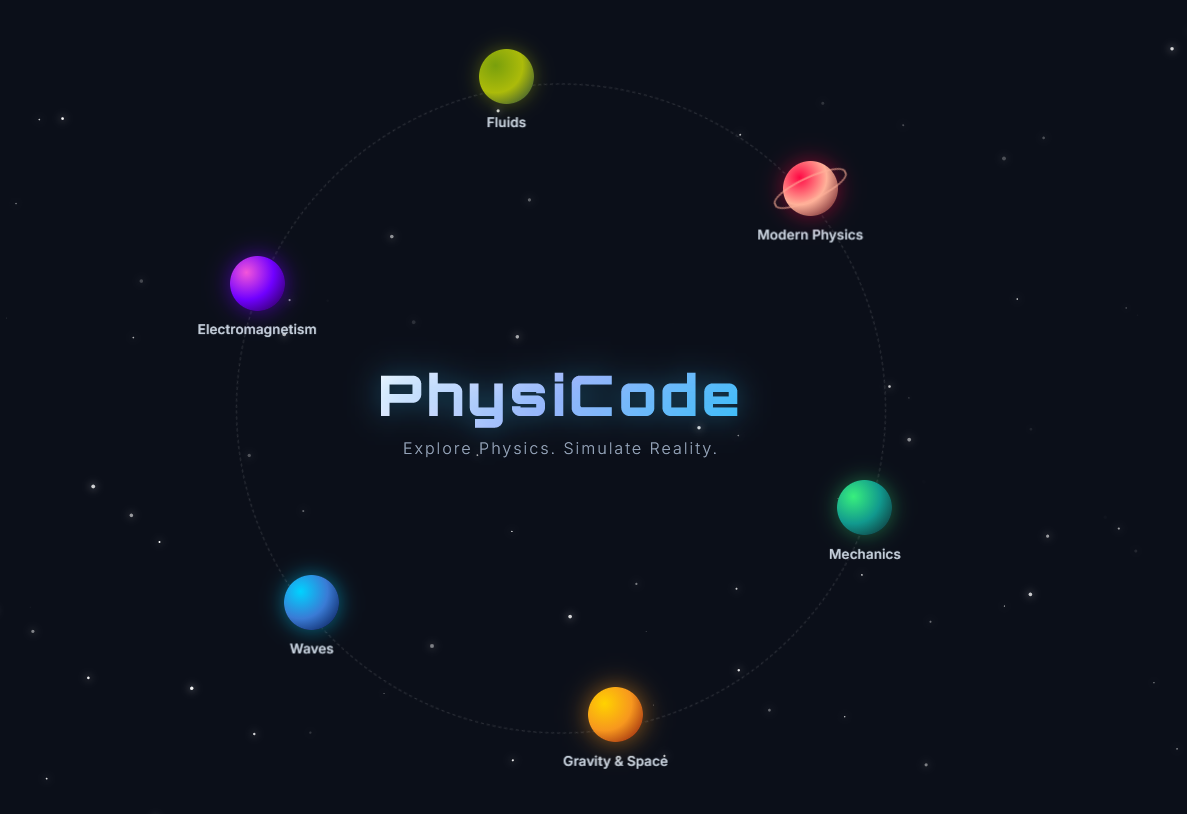 Fluids
Modern Physics
Electromagnetism
PhysiCode
Explore Physics. Simulate Reality.
Mechanics
Waves
Gravity & Space